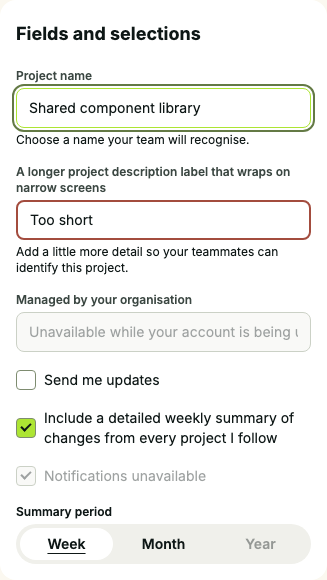 Fields and selections
Project name
Shared component library
Choose a name your team will recognise.
A longer project description label that wraps on
narrow screens
Too short
Add a little more detail so your teammates can
identify this project.
Managed by your organisation
Unavailable while your account is being
Send me updates
Include a detailed weekly summary of
changes from every project I follow
Notifications unavailable
Summary period
Week Month Year